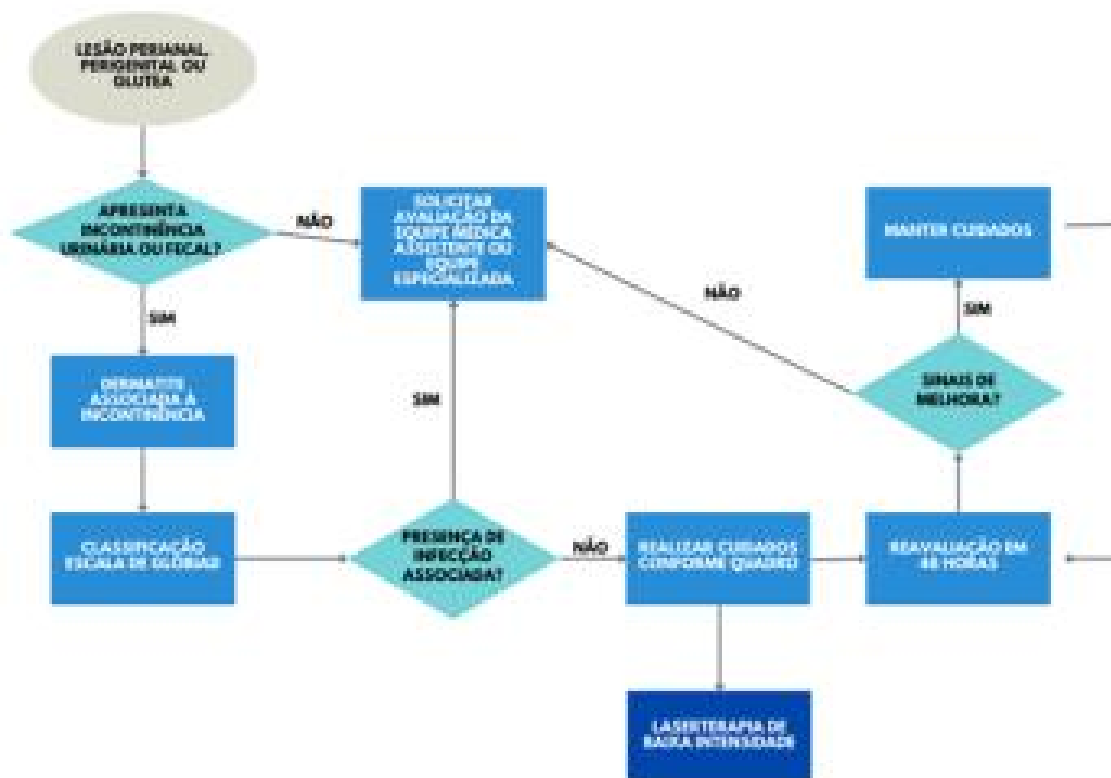 LESÃO PERIANAL,
PERIGENITAL OU
GLUTEA
APRESENTA
INCONTINÊNCIA
URINÁRIA OU FECAL?
NÃO
SOLICITAR
AVALIAÇÃO DA
EQUIPE MÉDICA
ASSISTENTE OU
EQUIPE
ESPECIALIZADA
MANTER CUIDADOS
NÃO
SIM
SIM
DERMATITE
ASSOCIADA À
INCONTINÊNCIA
SIM
SINAIS DE
MELHORA?
CLASSIFICAÇÃO
ESCALA DE
PRESENÇA DE
INFECÇÃO
ASSOCIADA?
NÃO
REALIZAR CUIDADOS
CONFORME QUADRO
REAVALIAÇÃO EM
48 HORAS
LASERTERAPIA DE
BAIXA INTENSIDADE